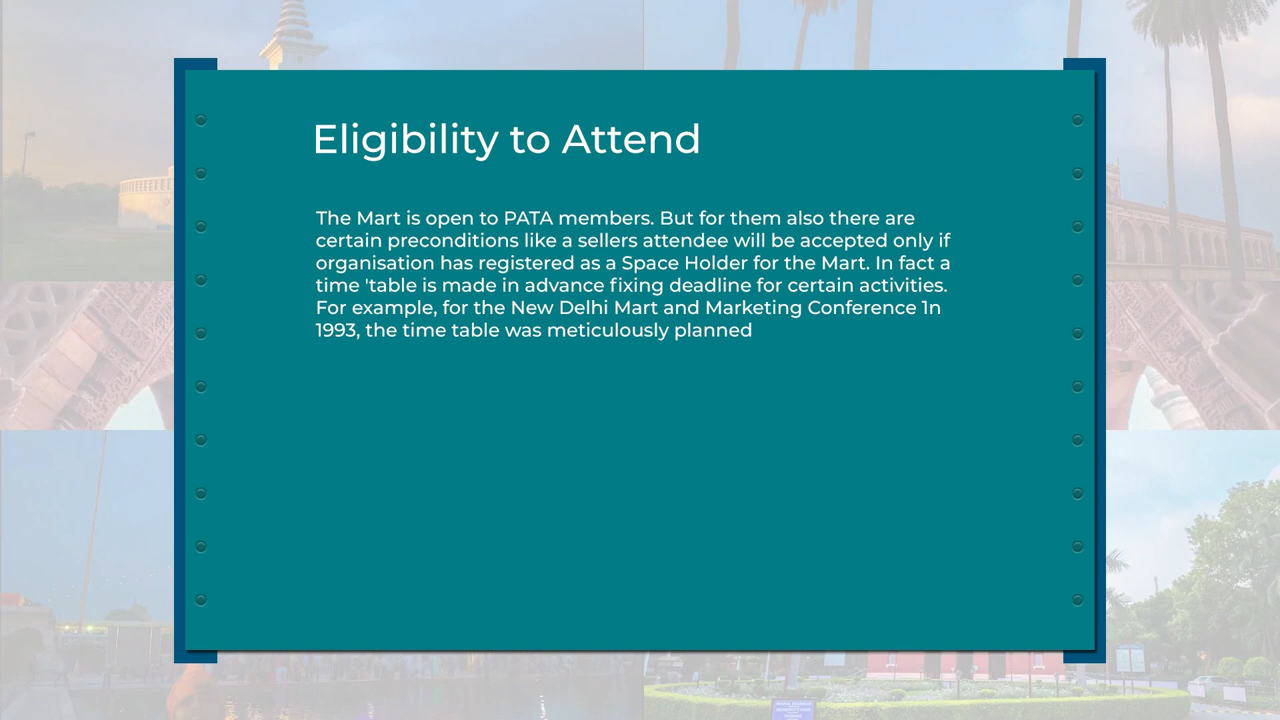 Eligibility to Attend
The Mart is open to PATA members. But for them also there are
certain preconditions like a sellers attendee will be accepted only if
organisation has registered as a Space Holder for the Mart. In fact a
time 'table is made in advance fixing deadline for certain activities.
For example, for the New Delhi Mart and Marketing Conference 1n
1993, the time table was meticulously planned